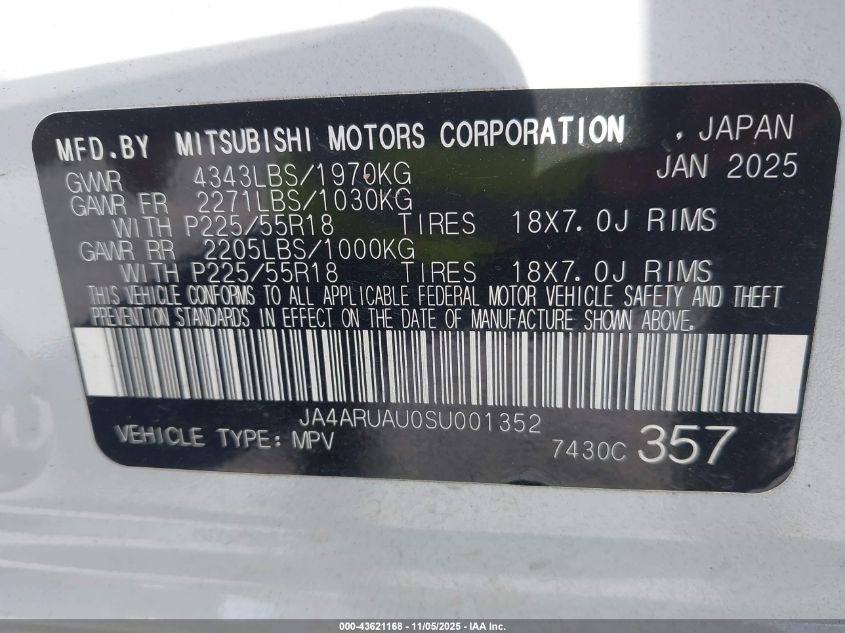 MFD.BY MITSUBISHI MOTORS CORPORATION , JAPAN
JAN 2025
GVWR 4343LBS/1970KG
GAWR FR 2271LBS/1030KG
WITH P225/55R18 TIRES 18X7.0J RIMS
GAWR RR 2205LBS/1000KG
WITH P225/55R18 TIRES 18X7.0J RIMS
THIS VEHICLE CONFORMS TO ALL APPLICABLE FEDERAL MOTOR VEHICLE SAFETY AND THEFT
PREVENTION STANDARDS IN EFFECT ON THE DATE OF MANUFACTURE SHOWN ABOVE.
JA4ARUAU0SU001352
VEHICLE TYPE: MPV 7430C 357
000-43621168 - 11/05/2025 - IAA Inc.